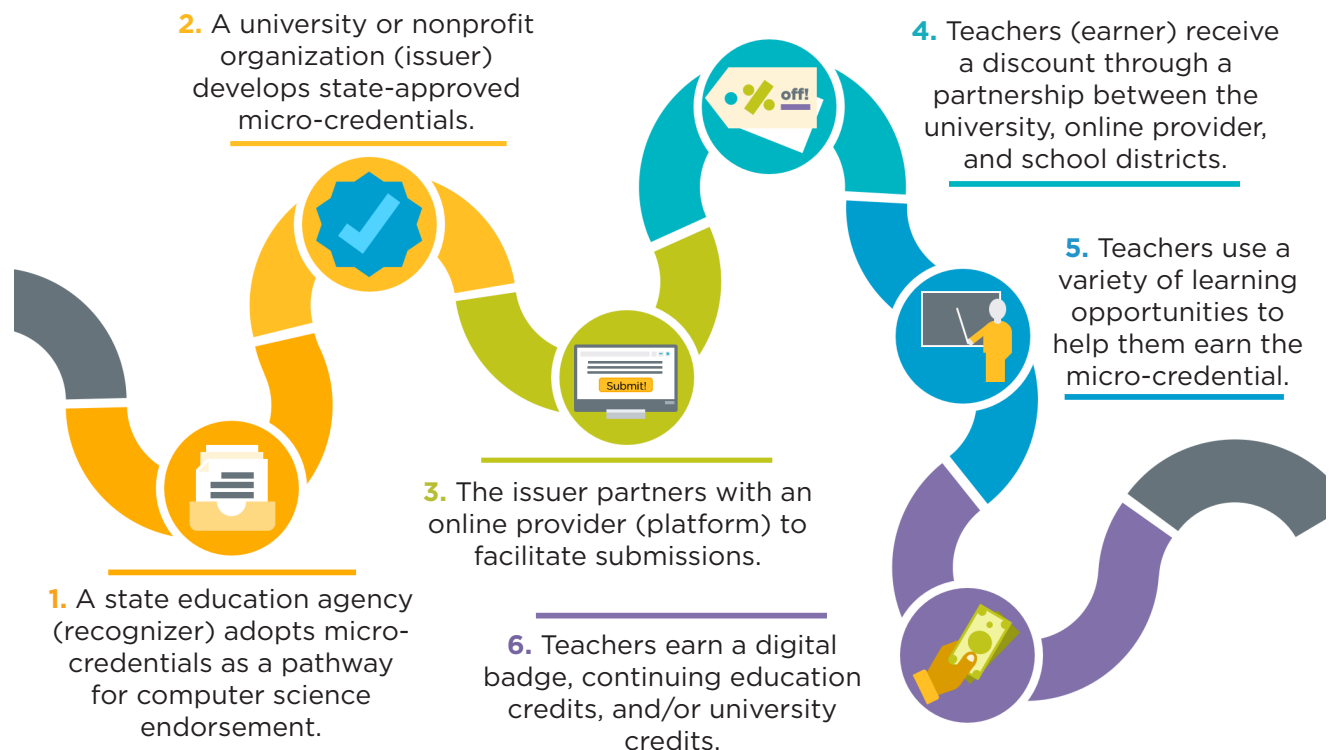 1. A state education agency
(recognizer) adopts micro-
credentials as a pathway
for computer science
endorsement.
2. A university or nonprofit
organization (issuer)
develops state-approved
micro-credentials.
3. The issuer partners with an
online provider (platform) to
facilitate submissions.
Submit!
4. Teachers (earner) receive
a discount through a
partnership between the
university, online provider,
and school districts.
% off!
5. Teachers use a
variety of learning
opportunities to
help them earn the
micro-credential.
6. Teachers earn a digital
badge, continuing education
credits, and/or university
credits.